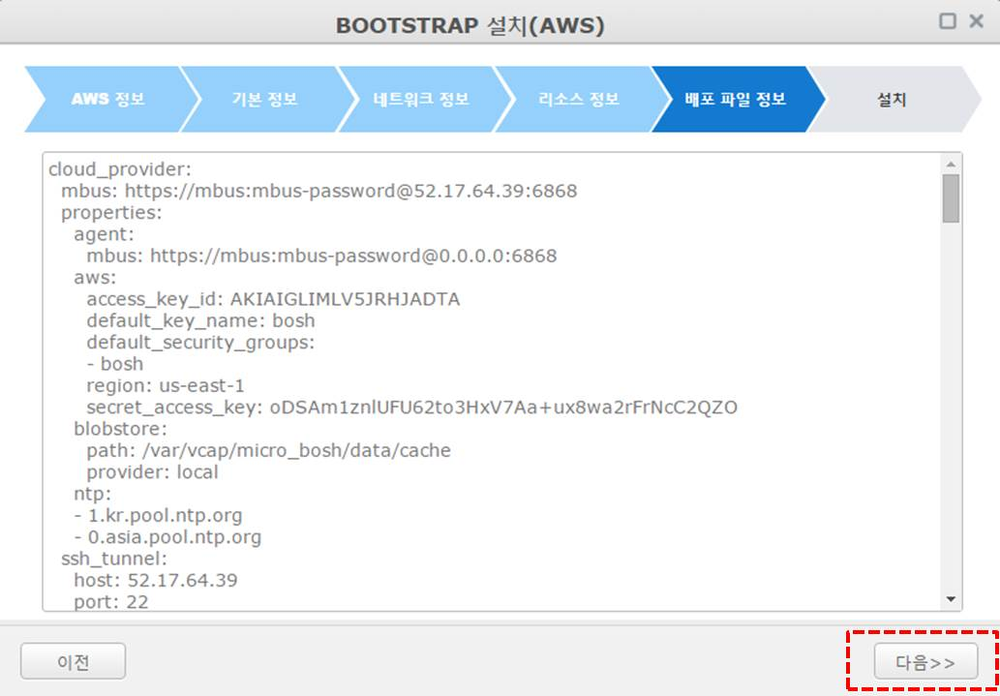 BOOTSTRAP 설치(AWS)
AWS 정보
기본 정보
네트워크 정보
리소스 정보
배포 파일 정보
설치
cloud_provider:
mbus: https://mbus:mbus-password@52.17.64.39:6868
properties:
agent:
mbus: https://mbus:mbus-password@0.0.0.0:6868
aws:
access_key_id: AKIAIGLIMLV5JRHJADTA
default_key_name: bosh
default_security_groups:
- bosh
region: us-east-1
secret_access_key: oDSAm1znlUFU62to3HxV7Aa+ux8wa2rFrNcC2QZO
blobstore:
path: /var/vcap/micro_bosh/data/cache
provider: local
ntp:
- 1.kr.pool.ntp.org
- 0.asia.pool.ntp.org
ssh_tunnel:
host: 52.17.64.39
port: 22
이전
다음>>